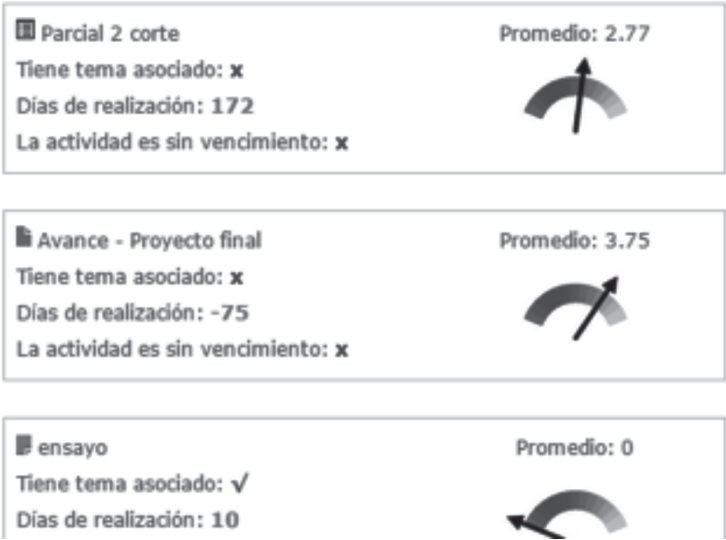 Parcial 2 corte
Promedio: 2.77
Tiene tema asociado: x
Días de realización: 172
La actividad es sin vencimiento: x
Avance - Proyecto final
Promedio: 3.75
Tiene tema asociado: x
Días de realización: -75
La actividad es sin vencimiento: x
ensayo
Promedio: 0
Tiene tema asociado: √
Días de realización: 10